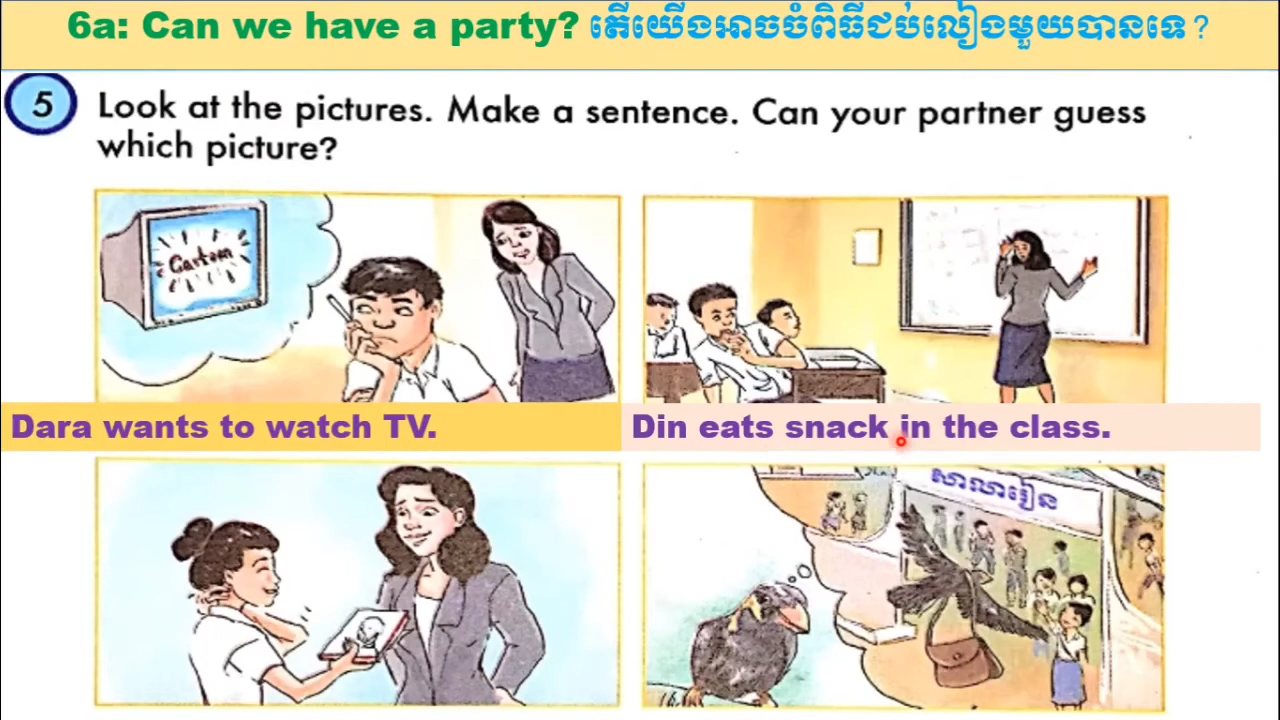 6a: Can we have a party? តើយើងអាចចំពិធីជប់លៀងមួយបានទេ?
5 Look at the pictures. Make a sentence. Can your partner guess
which picture?
Cartoon
Dara wants to watch TV.
Din eats snack in the class.
សាលារៀន